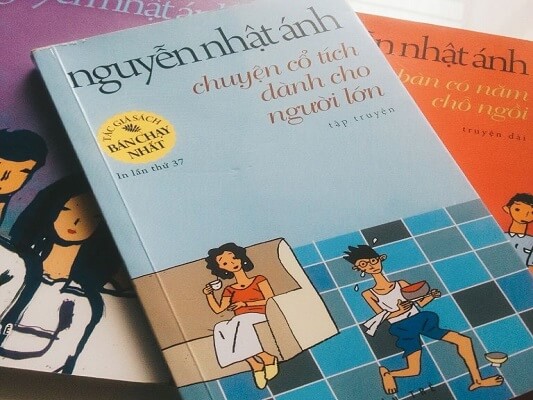 nguyễn nhật ánh
chuyện cổ tích
dành cho
người lớn
tập truyện
TÁC GIẢ SÁCH
BÁN CHẠY
NHẤT
In lần thứ 37
nhật ánh
bàn có năm
chỗ ngồi
truyện dài
nhật